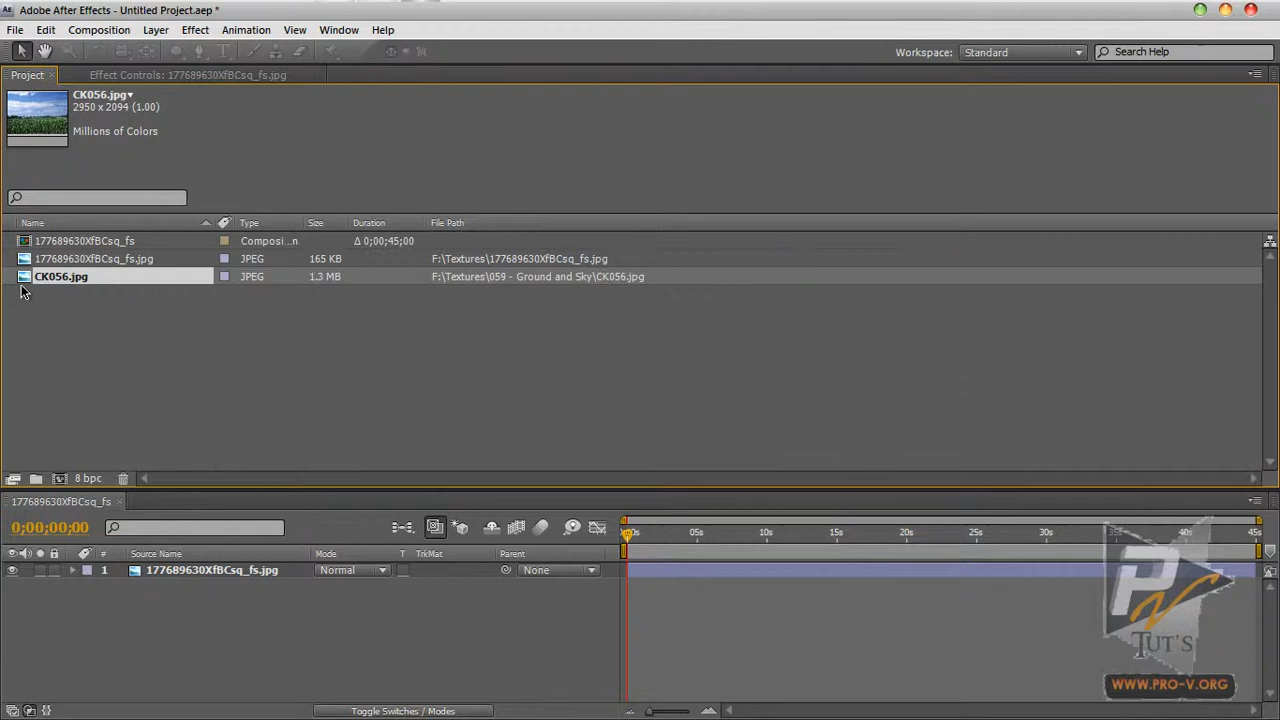 Adobe After Effects - Untitled Project.aep *
File Edit Composition Layer Effect Animation View Window Help
Workspace: Standard Search Help
Project Effect Controls: 177689630XfBCsq_fs.jpg
CK056.jpg
2950 x 2094 (1.00)
Millions of Colors
Name Type Size Duration File Path
177689630XfBCsq_fs Composi...n Δ 0;00;45;00
177689630XfBCsq_fs.jpg JPEG 165 KB F:\Textures\177689630XfBCsq_fs.jpg
CK056.jpg JPEG 1.3 MB F:\Textures\059 - Ground and Sky\CK056.jpg
8 bpc
177689630XfBCsq_fs
0;00;00;00
00s 05s 10s 15s 20s 25s 30s 35s 40s 45s
# Source Name Mode T TrkMat Parent
1 177689630XfBCsq_fs.jpg Normal None
PV
TUT'S
WWW.PRO-V.ORG
Toggle Switches / Modes